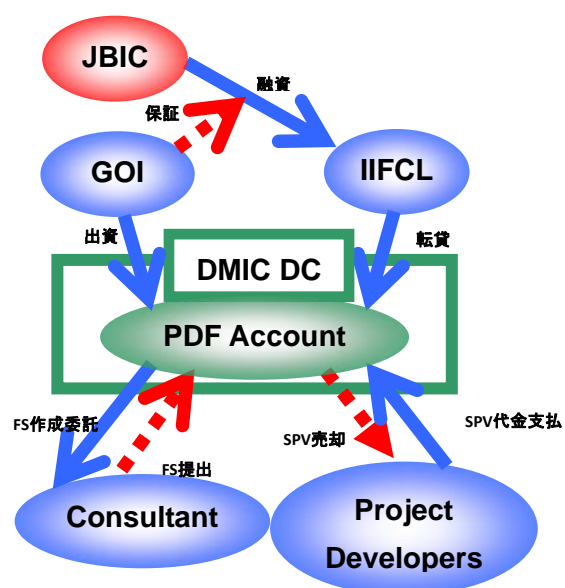 JBIC
融資
保証
GOI
IIFCL
出資
転貸
DMIC DC
PDF Account
FS作成委託
SPV代金支払
SPV売却
FS提出
Consultant
Project
Developers